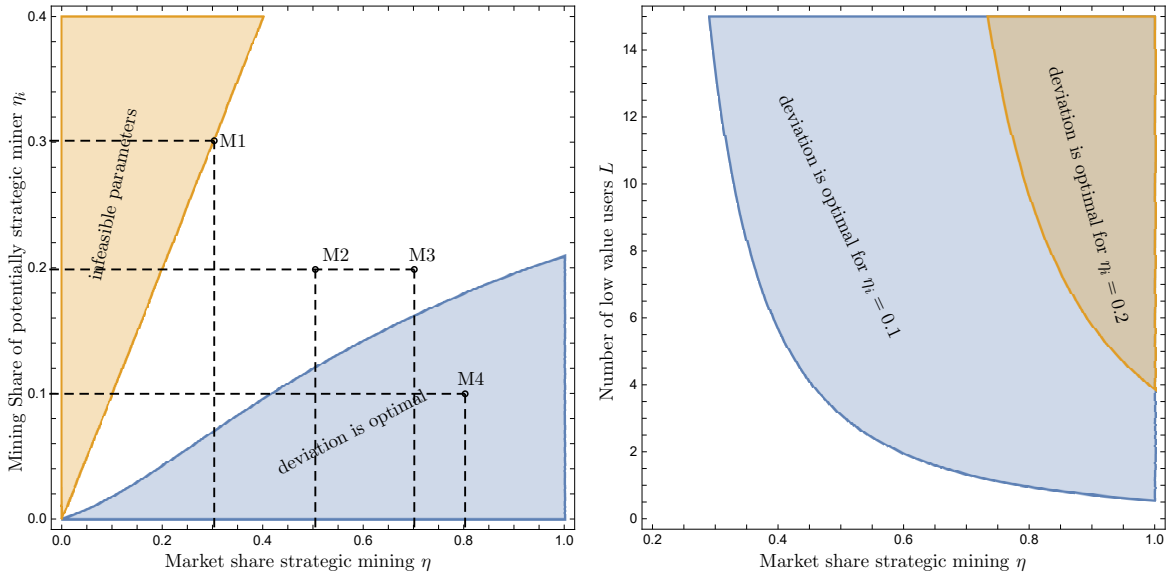 0.4
0.3
0.2
0.1
0.0
Mining Share of potentially strategic miner η_i
infeasible parameters
M1
M2
M3
M4
deviation is optimal
0.0 0.2 0.4 0.6 0.8 1.0
Market share strategic mining η
14
12
10
8
6
4
2
0
Number of low value users L
deviation is optimal for η_i = 0.1
deviation is optimal for η_i = 0.2
0.2 0.4 0.6 0.8 1.0
Market share strategic mining η